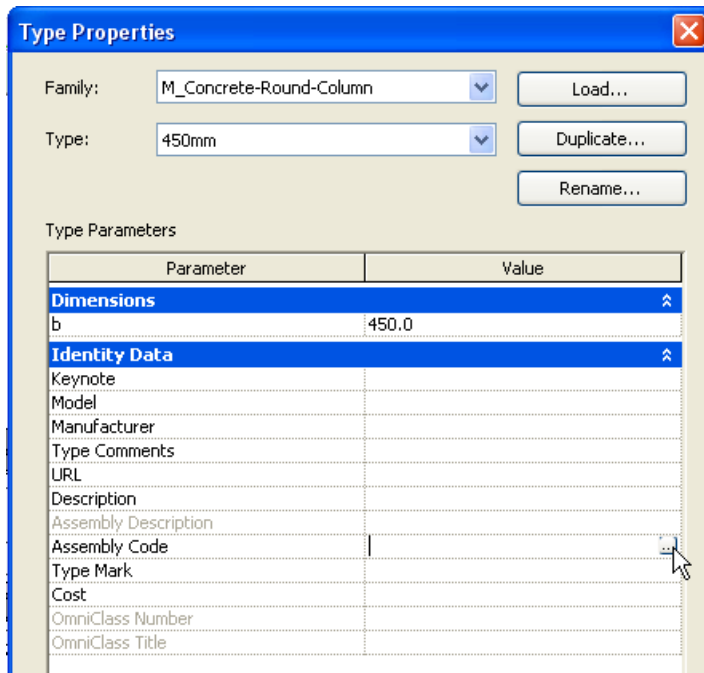 Type Properties
Family: M_Concrete-Round-Column Load...
Type: 450mm Duplicate...
Rename...
Type Parameters
Parameter Value
Dimensions
b 450.0
Identity Data
Keynote
Model
Manufacturer
Type Comments
URL
Description
Assembly Description
Assembly Code ...
Type Mark
Cost
OmniClass Number
OmniClass Title